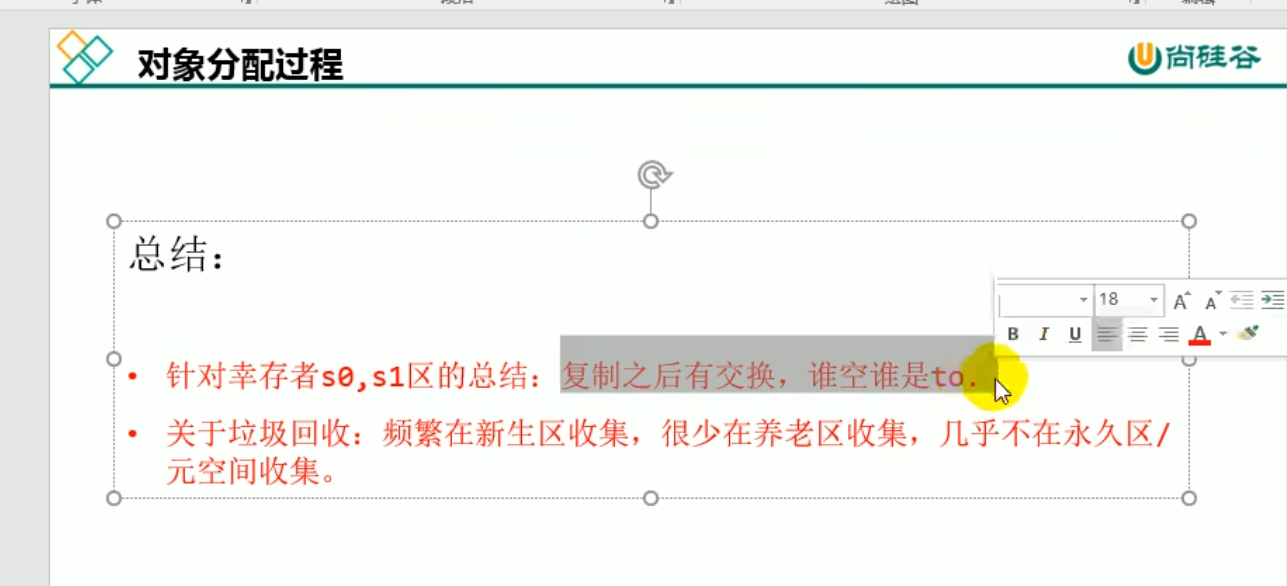 对象分配过程
尚硅谷
总结：
18
B I U A
• 针对幸存者s0,s1区的总结：复制之后有交换，谁空谁是to.
• 关于垃圾回收：频繁在新生区收集，很少在养老区收集，几乎不在永久区/
元空间收集。